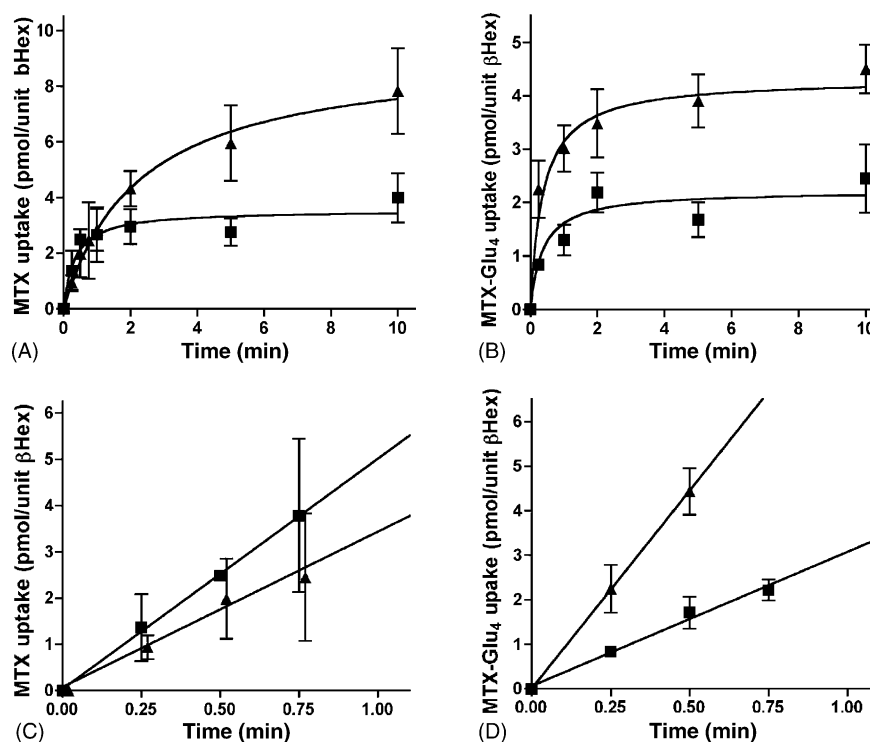 MTX uptake (pmol/unit bHex)
10
8
6
4
2
0
0 2 4 6 8 10
(A) Time (min)
MTX-Glu₄ uptake (pmol/unit βHex)
5
4
3
2
1
0
0 2 4 6 8 10
(B) Time (min)
MTX uptake (pmol/unit βHex)
6
5
4
3
2
1
0
0.00 0.25 0.50 0.75 1.00
(C) Time (min)
MTX-Glu₄ upake (pmol/unit βHex)
6
5
4
3
2
1
0
0.00 0.25 0.50 0.75 1.00
(D) Time (min)